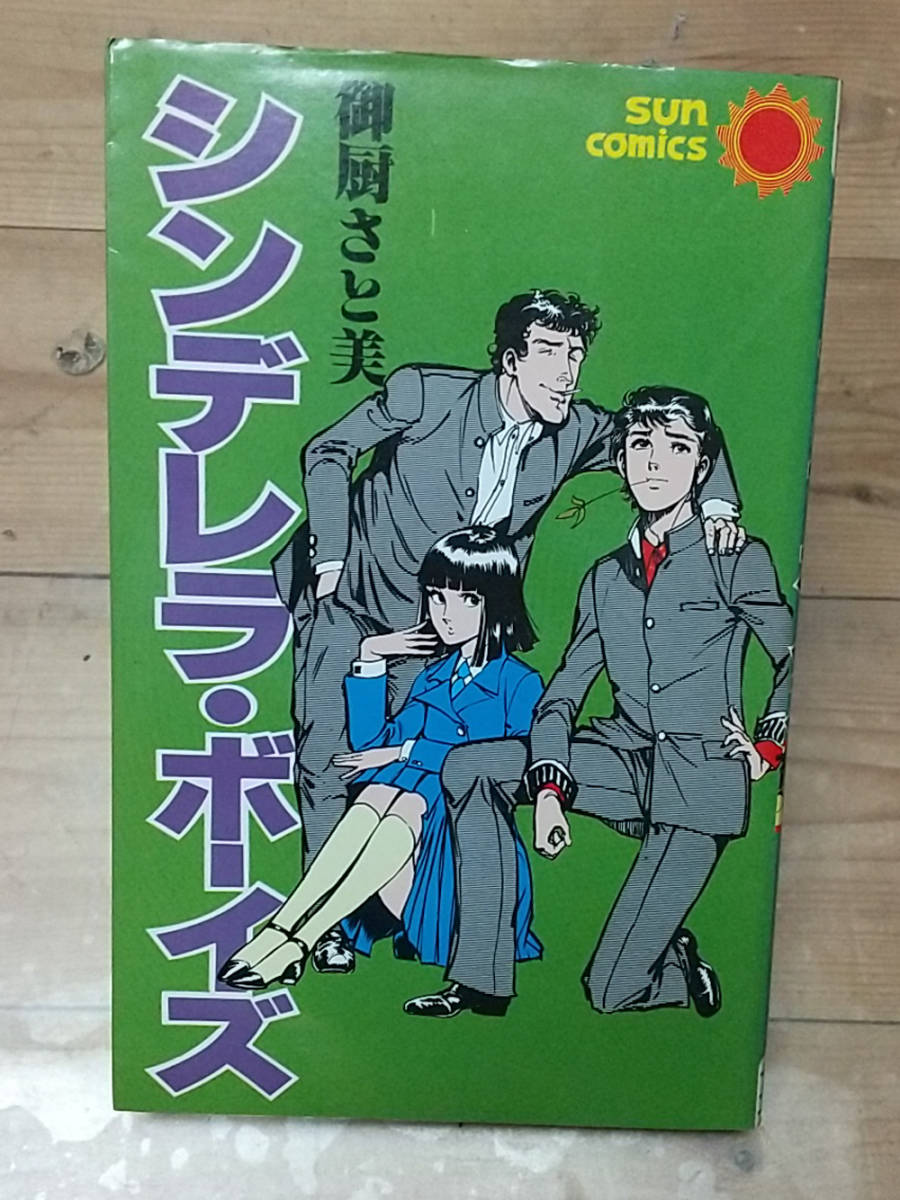 シンデレラ・ボーイズ
御厨さと美
sun
comics